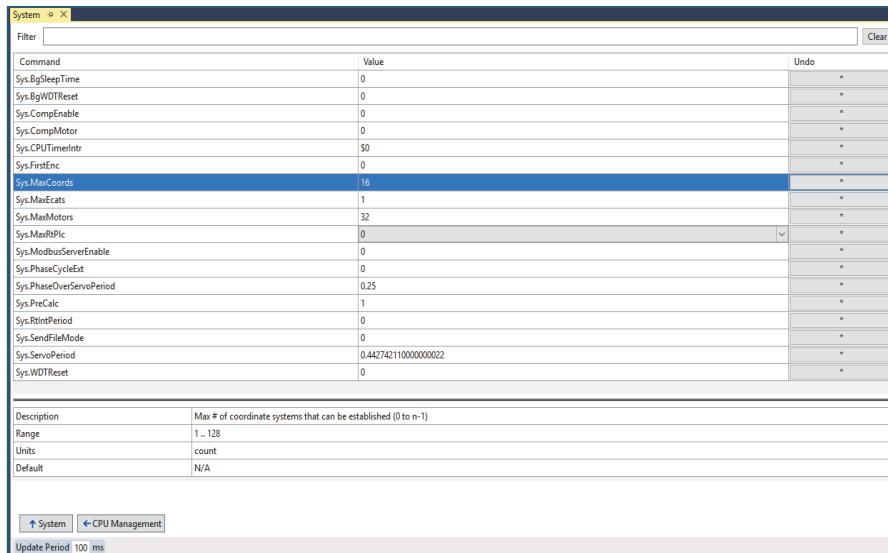 System
Filter Clear
Command Value Undo
Sys.BgSleepTime 0 *
Sys.BgWDTReset 0 *
Sys.CompEnable 0 *
Sys.CompMotor 0 *
Sys.CPUTimerIntr $0 *
Sys.FirstEnc 0 *
Sys.MaxCoords 16 *
Sys.MaxEcats 1 *
Sys.MaxMotors 32 *
Sys.MaxRtPlc 0 *
Sys.ModbusServerEnable 0 *
Sys.PhaseCycleExt 0 *
Sys.PhaseOverServoPeriod 0.25 *
Sys.PreCalc 1 *
Sys.RtIntPeriod 0 *
Sys.SendFileMode 0 *
Sys.ServoPeriod 0.442742110000000022 *
Sys.WDTReset 0 *
Description Max # of coordinate systems that can be established (0 to n-1)
Range 1 .. 128
Units count
Default N/A
System CPU Management
Update Period 100 ms